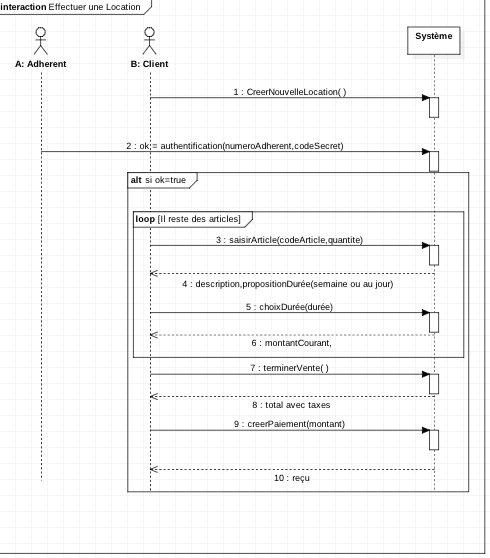 interaction Effectuer une Location
Système
A: Adherent
B: Client
1 : CreerNouvelleLocation( )
2 : ok = authentification(numeroAdherent,codeSecret)
alt si ok=true
loop [Il reste des articles]
3 : saisirArticle(codeArticle,quantite)
4 : description,propositionDurée(semaine ou au jour)
5 : choixDurée(durée)
6 : montantCourant,
7 : terminerVente( )
8 : total avec taxes
9 : creerPaiement(montant)
10 : reçu